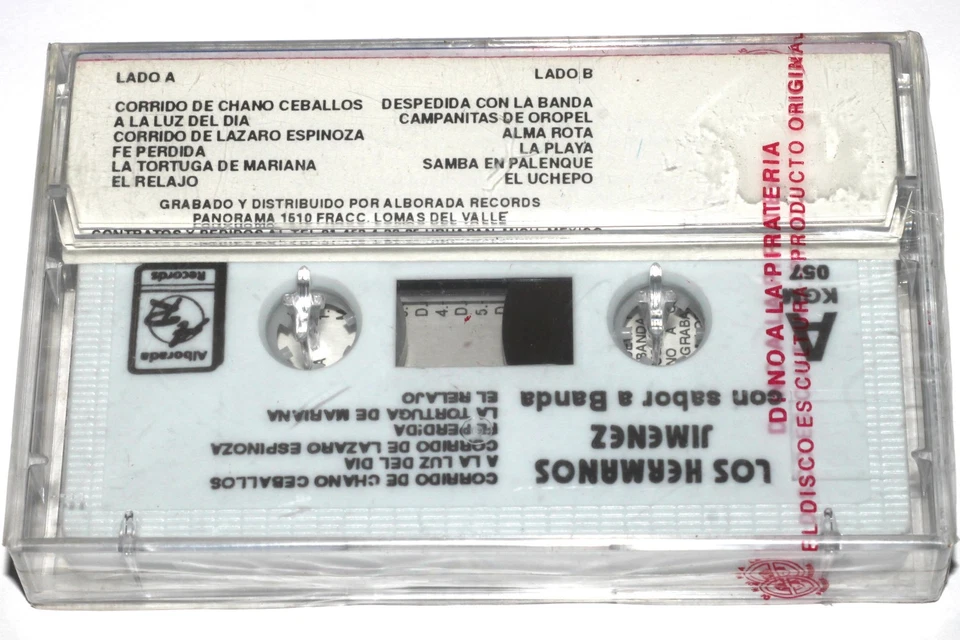 LADO A
CORRIDO DE CHANO CEBALLOS
A LA LUZ DEL DIA
CORRIDO DE LAZARO ESPINOZA
FE PERDIDA
LA TORTUGA DE MARIANA
EL RELAJO
LADO B
DESPEDIDA CON LA BANDA
CAMPANITAS DE OROPEL
ALMA ROTA
LA PLAYA
SAMBA EN PALENQUE
EL UCHEPO
GRABADO Y DISTRIBUIDO POR ALBORADA RECORDS
PANORAMA 1510 FRACC. LOMAS DEL VALLE
DI NO A LA PIRATERIA
EL DISCO ES CULTURA PRODUCTO ORIGINAL
LOS HERMANOS
JIMENEZ
con sabor a Banda
CORRIDO DE CHANO CEBALLOS
A LA LUZ DEL DIA
CORRIDO DE LAZARO ESPINOZA
FE PERDIDA
LA TORTUGA DE MARIANA
EL RELAJO
Alborada
Records
A
057